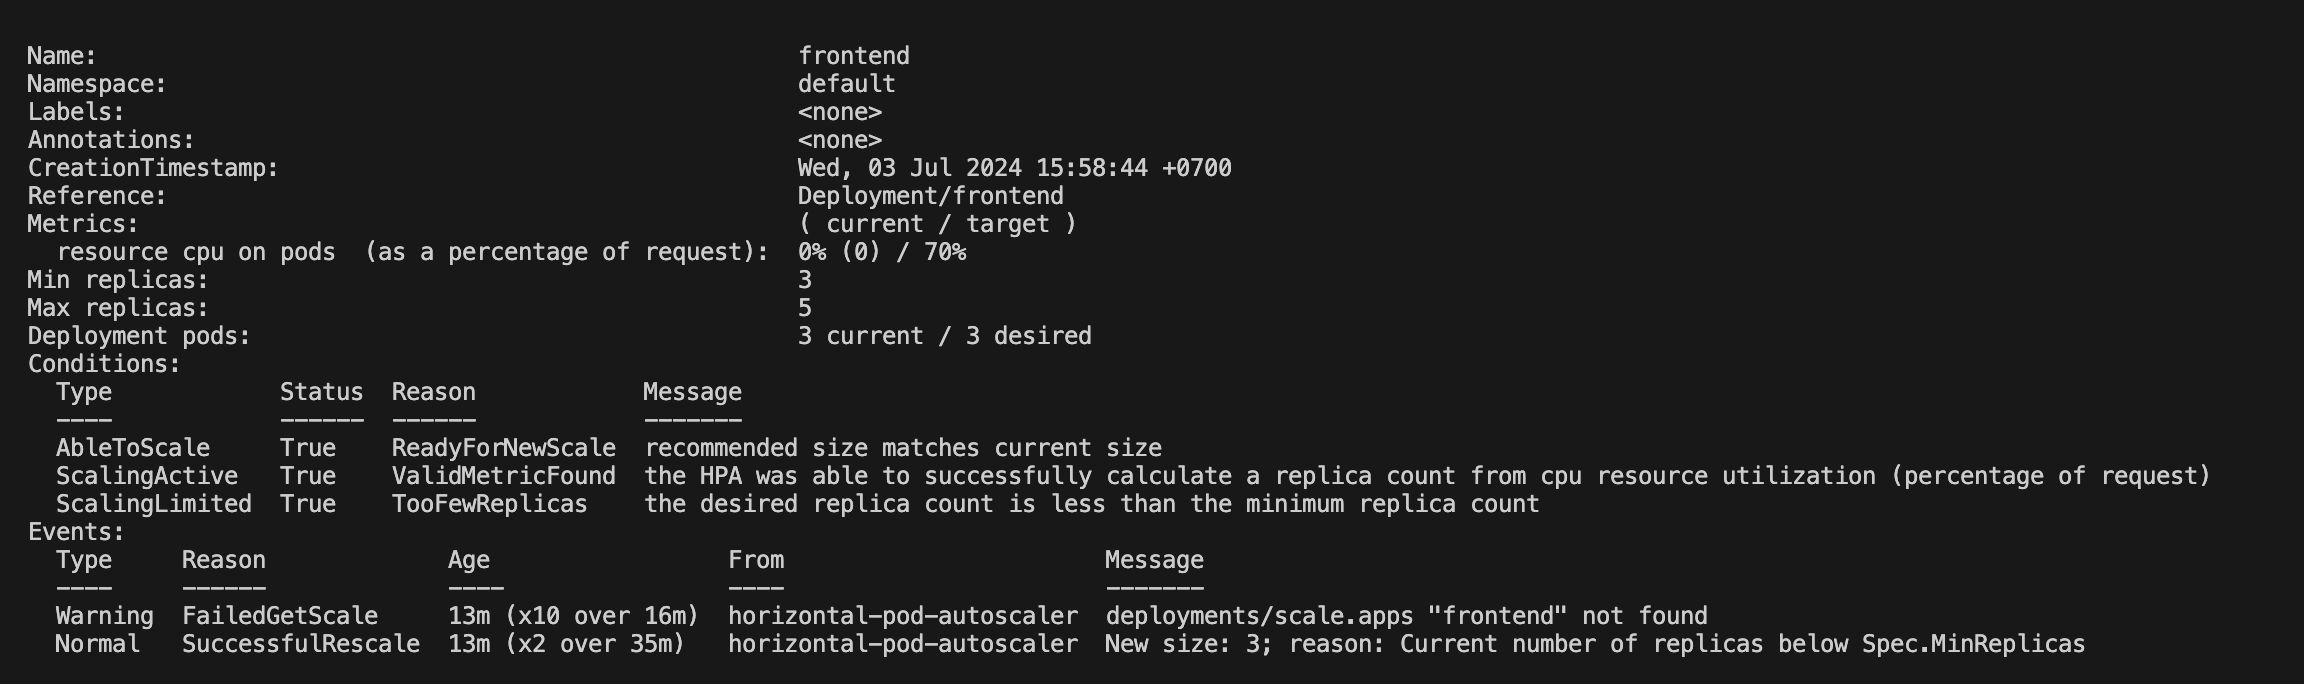 Name:                                                  frontend
Namespace:                                             default
Labels:                                                <none>
Annotations:                                           <none>
CreationTimestamp:                                     Wed, 03 Jul 2024 15:58:44 +0700
Reference:                                             Deployment/frontend
Metrics:                                               ( current / target )
  resource cpu on pods  (as a percentage of request):  0% (0) / 70%
Min replicas:                                          3
Max replicas:                                          5
Deployment pods:                                       3 current / 3 desired
Conditions:
  Type            Status  Reason            Message
  ----            ------  ------            -------
  AbleToScale     True    ReadyForNewScale  recommended size matches current size
  ScalingActive   True    ValidMetricFound  the HPA was able to successfully calculate a replica count from cpu resource utilization (percentage of request)
  ScalingLimited  True    TooFewReplicas    the desired replica count is less than the minimum replica count
Events:
  Type     Reason             Age                 From                       Message
  ----     ------             ----                ----                       -------
  Warning  FailedGetScale     13m (x10 over 16m)  horizontal-pod-autoscaler  deployments/scale.apps "frontend" not found
  Normal   SuccessfulRescale  13m (x2 over 35m)   horizontal-pod-autoscaler  New size: 3; reason: Current number of replicas below Spec.MinReplicas